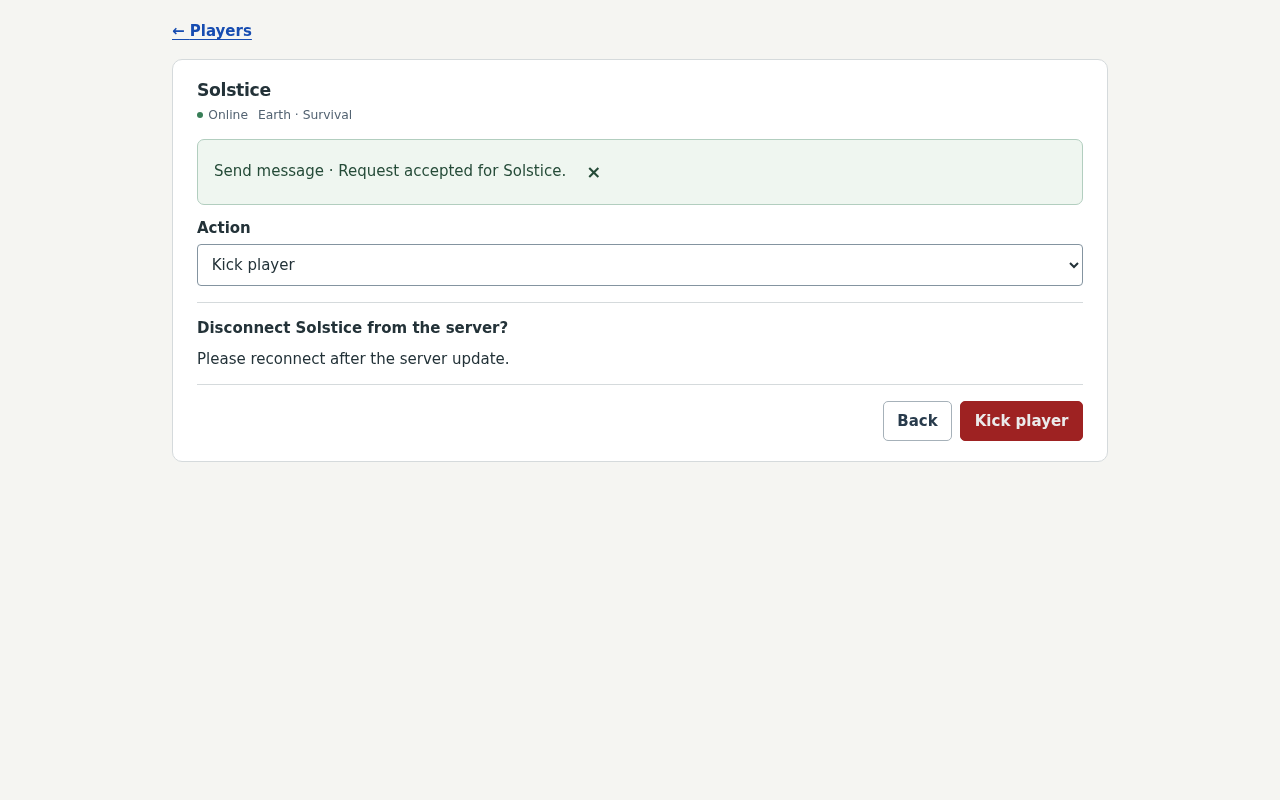 ← Players
Solstice
Online Earth · Survival
Send message · Request accepted for Solstice. ×
Action
Kick player
Disconnect Solstice from the server?
Please reconnect after the server update.
Back Kick player